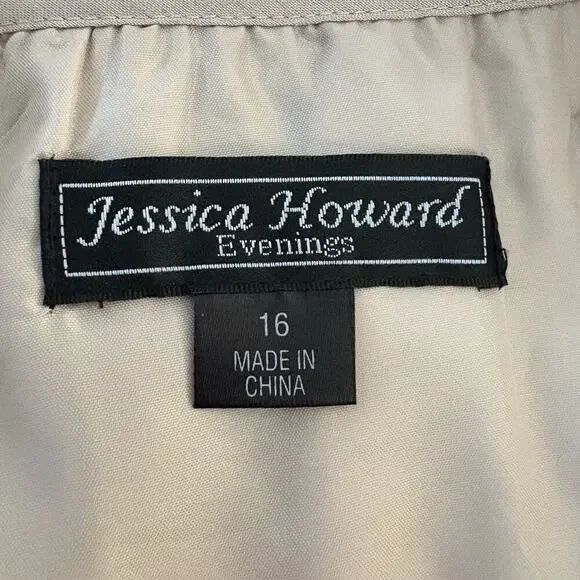 Jessica Howard
Evenings
16
MADE IN
CHINA